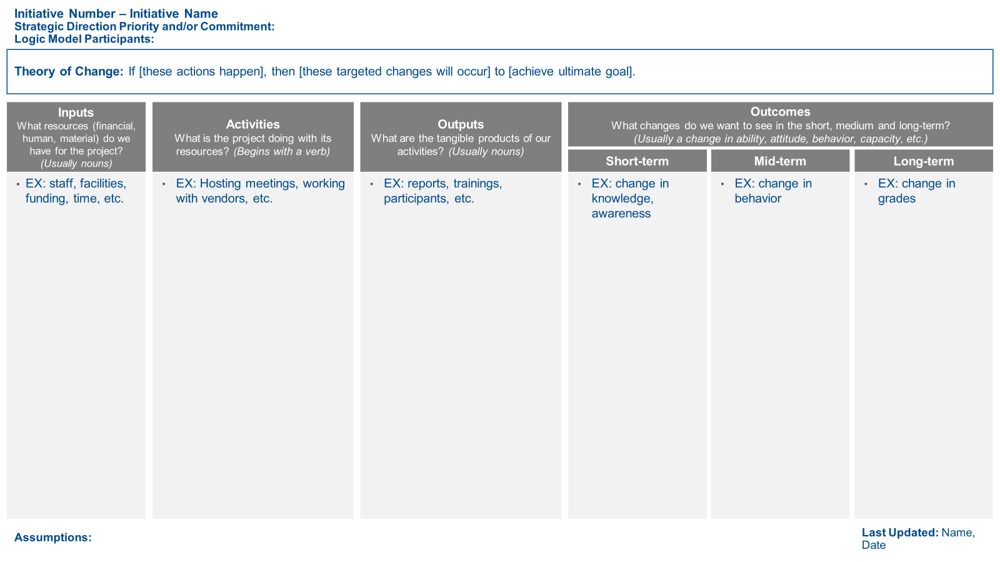 Initiative Number – Initiative Name
Strategic Direction Priority and/or Commitment:
Logic Model Participants:
Theory of Change: If [these actions happen], then [these targeted changes will occur] to [achieve ultimate goal].
Inputs
What resources (financial,
human, material) do we
have for the project?
(Usually nouns)
Activities
What is the project doing with its
resources? (Begins with a verb)
Outputs
What are the tangible products of our
activities? (Usually nouns)
Outcomes
What changes do we want to see in the short, medium and long-term?
(Usually a change in ability, attitude, behavior, capacity, etc.)
Short-term
Mid-term
Long-term
▪ EX: staff, facilities,
funding, time, etc.
• EX: Hosting meetings, working
with vendors, etc.
• EX: reports, trainings,
participants, etc.
• EX: change in
knowledge,
awareness
• EX: change in
behavior
• EX: change in
grades
Assumptions:
Last Updated: Name,
Date